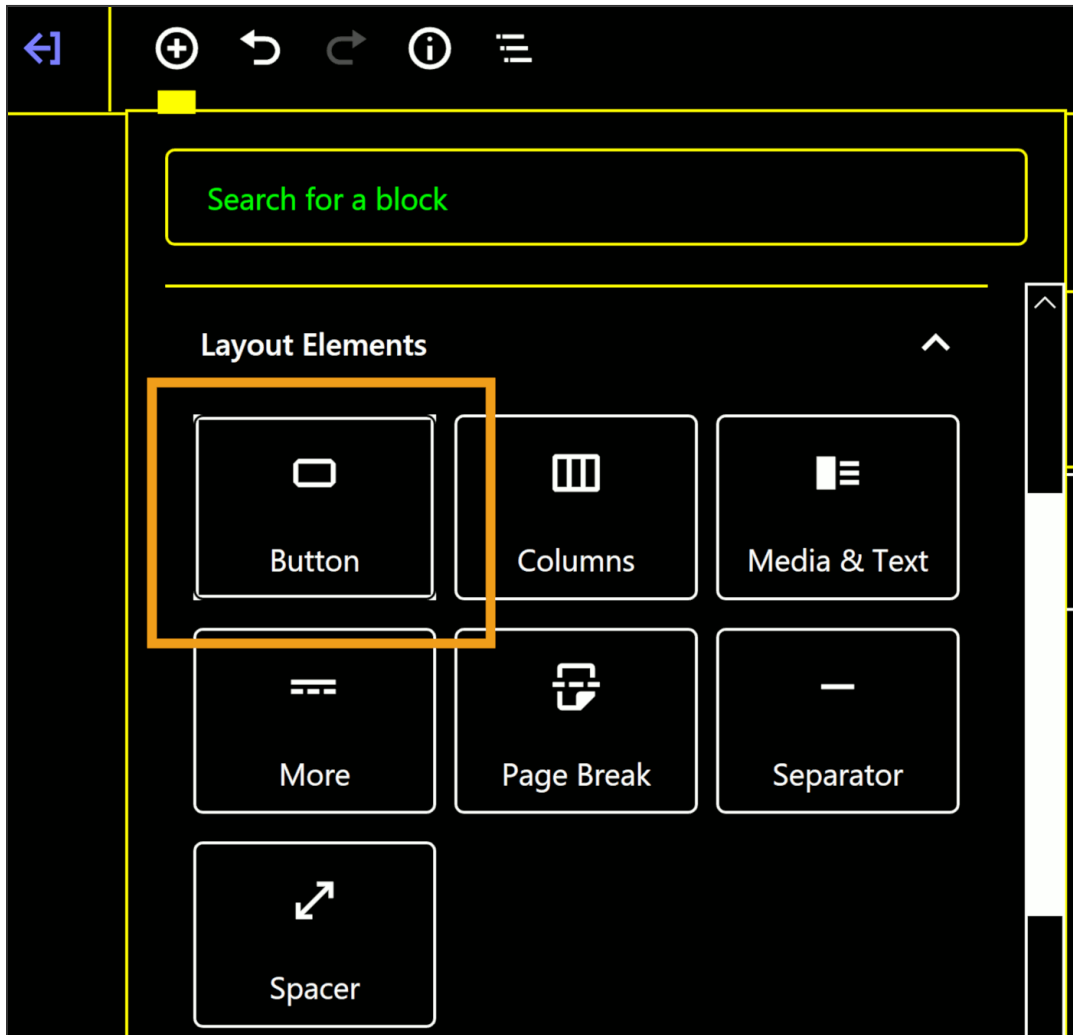 Search for a block
Layout Elements
Button
Columns
Media & Text
More
Page Break
Separator
Spacer